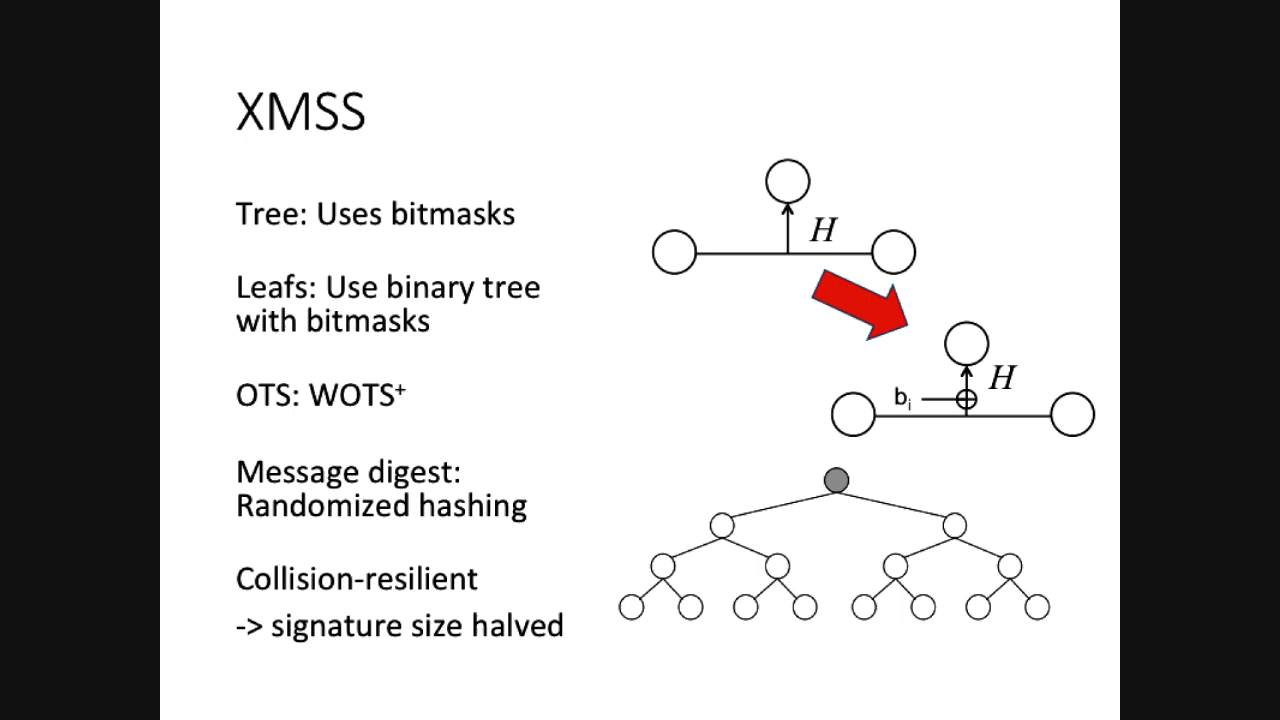 XMSS
Tree: Uses bitmasks
Leafs: Use binary tree
with bitmasks
OTS: WOTS⁺
Message digest:
Randomized hashing
Collision-resilient
-> signature size halved
H
H
bᵢ